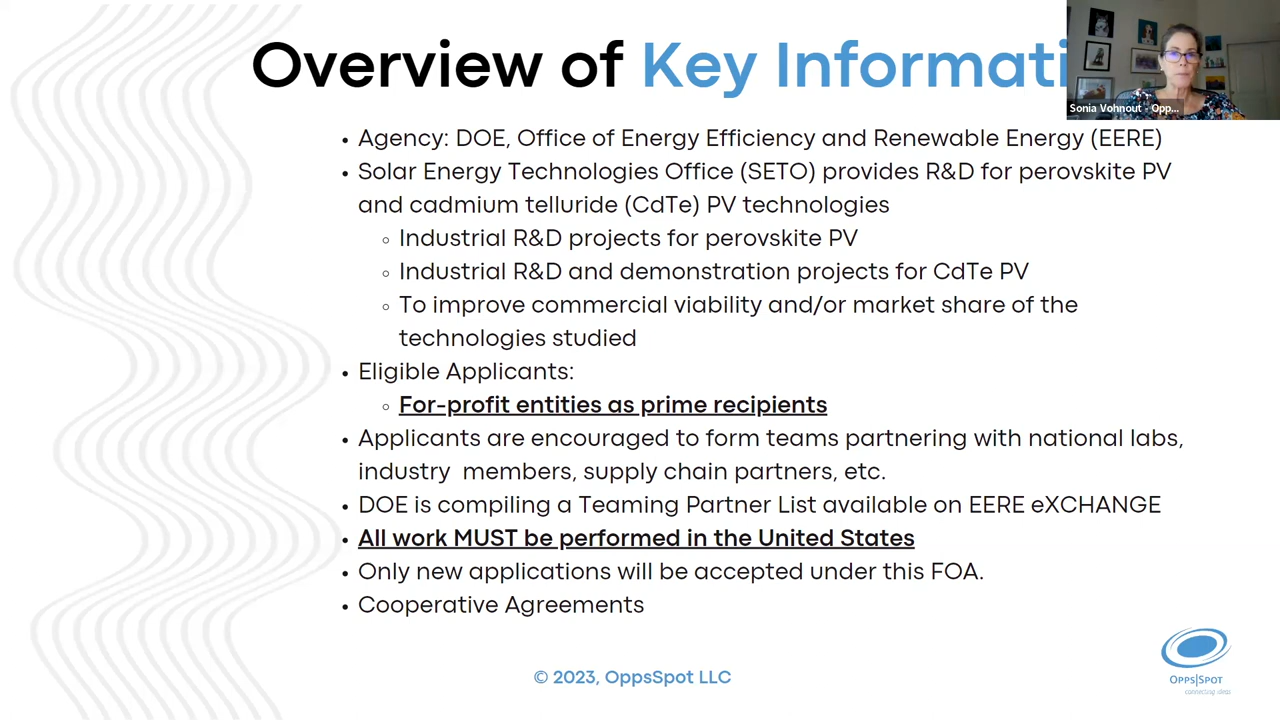 Overview of Key Informati
Sonia Vohnout - Opp...
• Agency: DOE, Office of Energy Efficiency and Renewable Energy (EERE)
• Solar Energy Technologies Office (SETO) provides R&D for perovskite PV
and cadmium telluride (CdTe) PV technologies
◦ Industrial R&D projects for perovskite PV
◦ Industrial R&D and demonstration projects for CdTe PV
◦ To improve commercial viability and/or market share of the
technologies studied
• Eligible Applicants:
◦ For-profit entities as prime recipients
• Applicants are encouraged to form teams partnering with national labs,
industry members, supply chain partners, etc.
• DOE is compiling a Teaming Partner List available on EERE eXCHANGE
• All work MUST be performed in the United States
• Only new applications will be accepted under this FOA.
• Cooperative Agreements
© 2023, OppsSpot LLC
OPPS|SPOT
connecting ideas